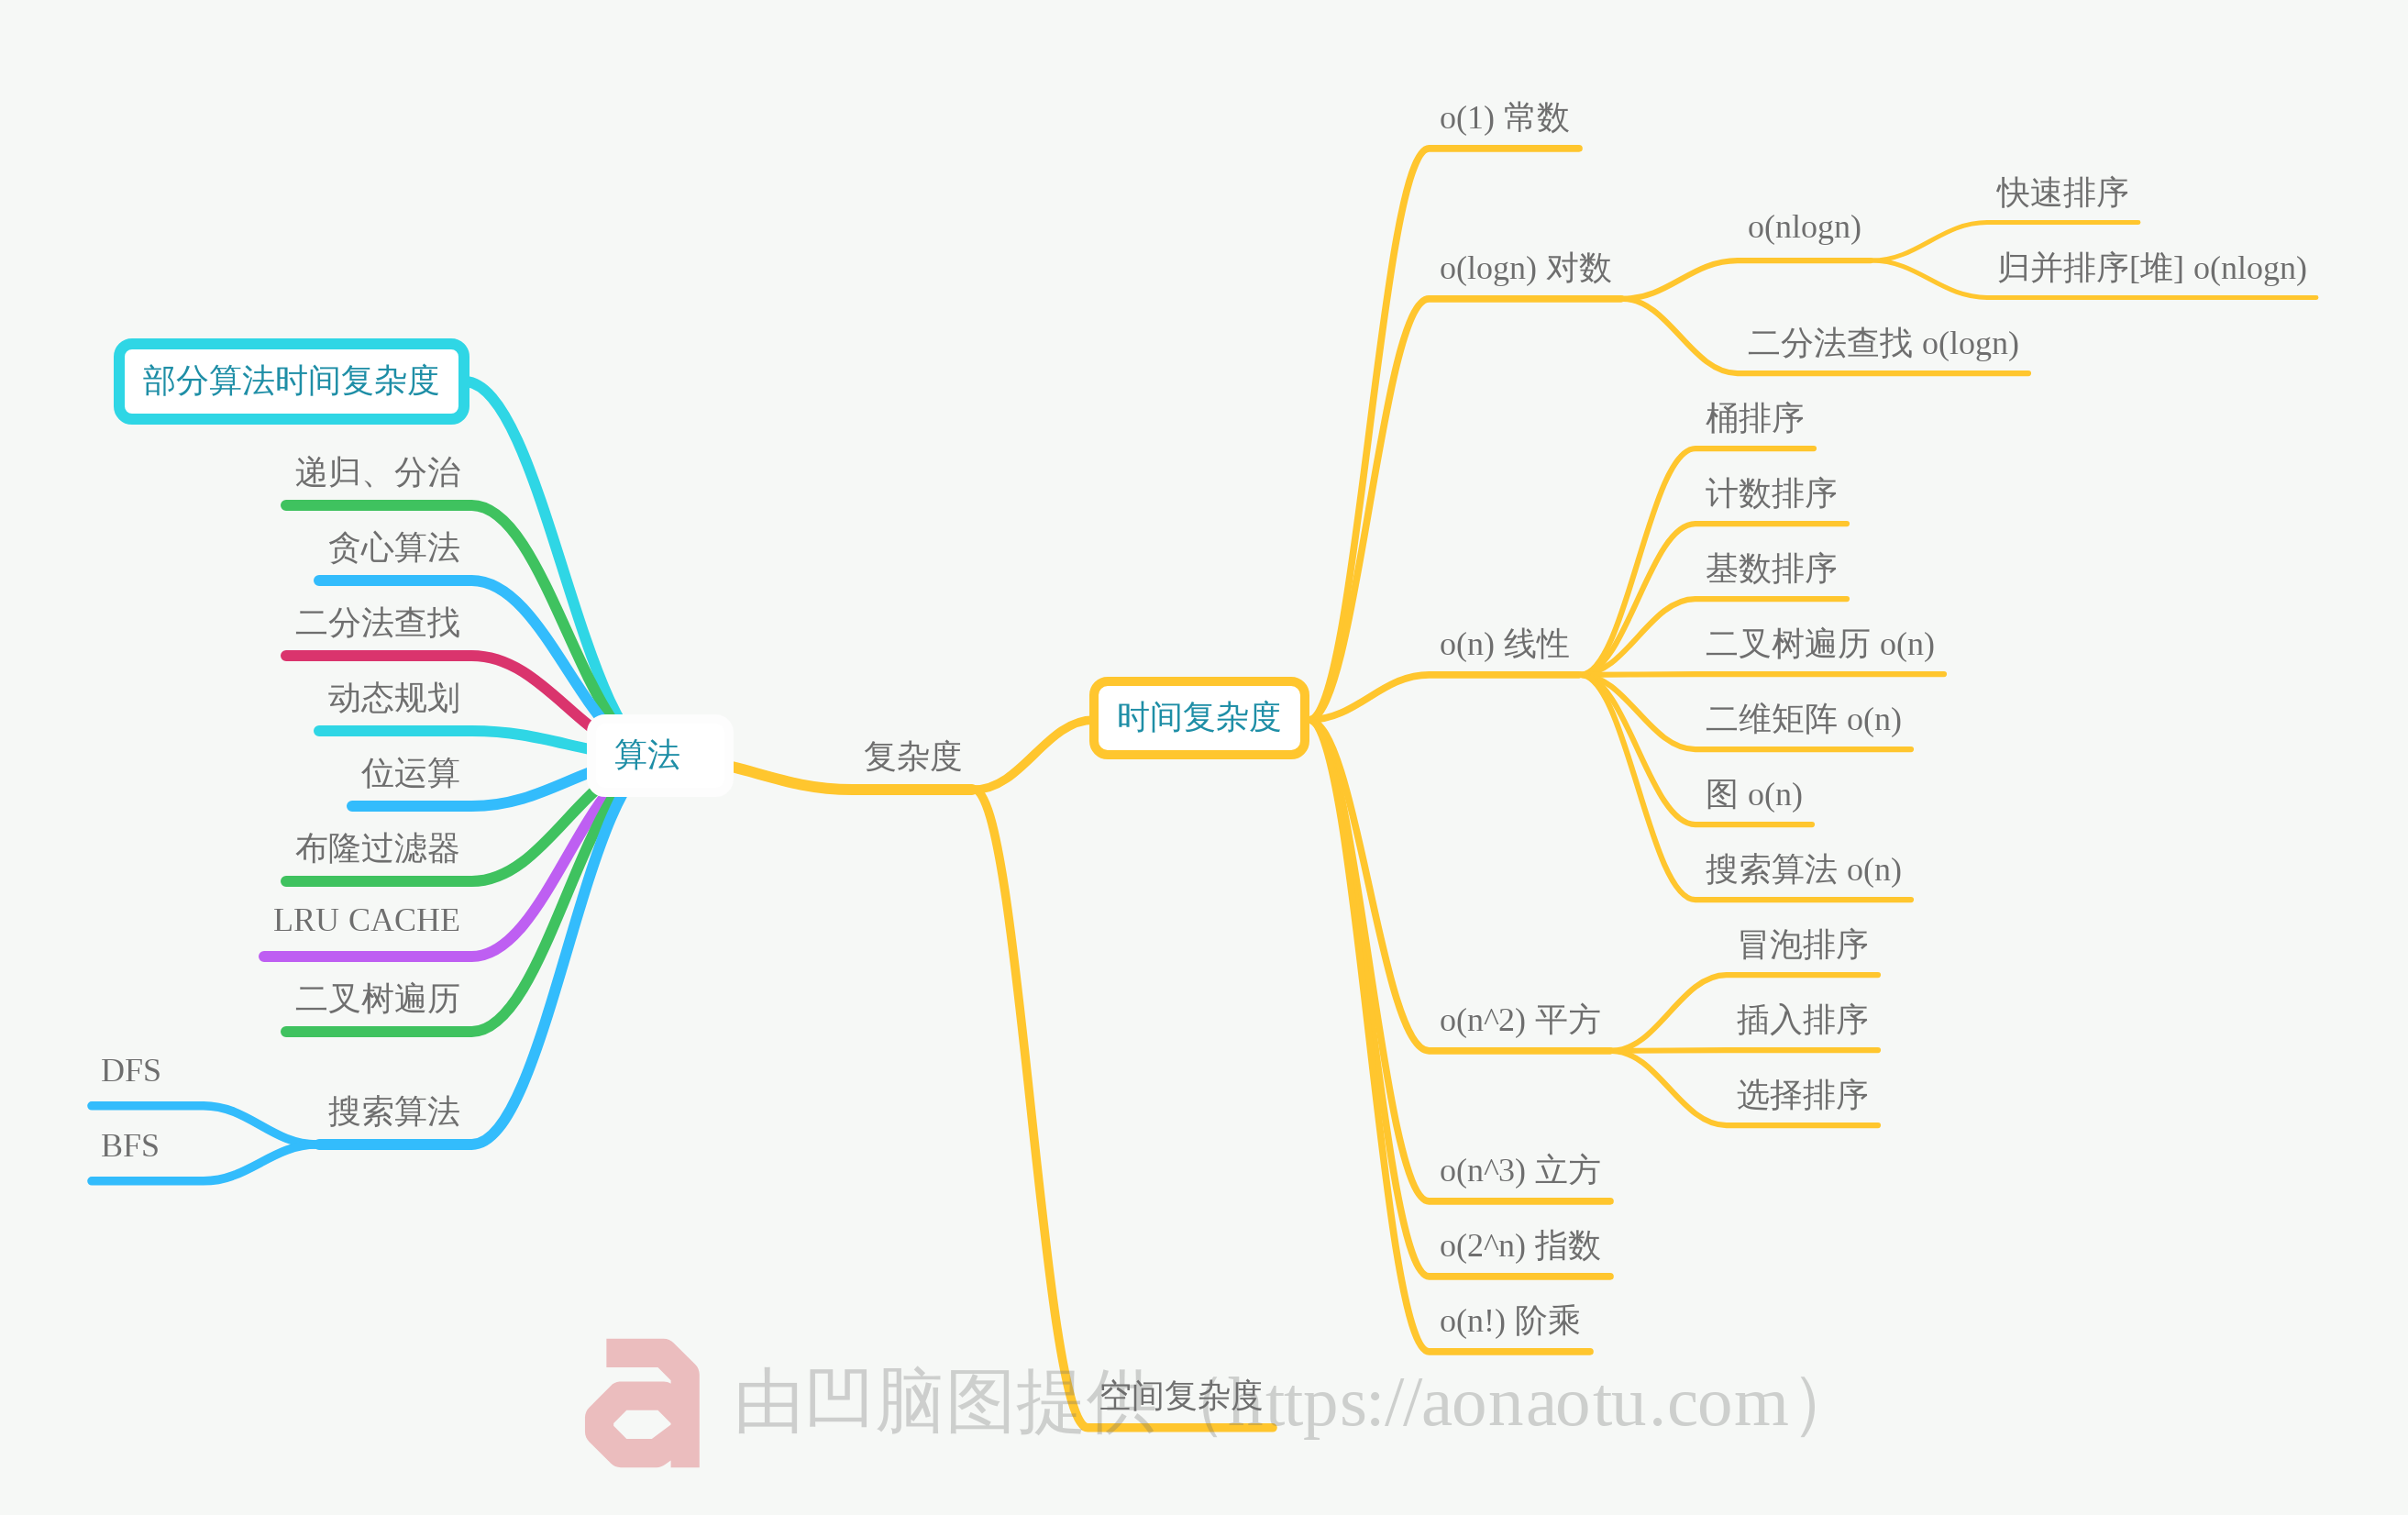 算法
复杂度
时间复杂度
o(1) 常数
o(logn) 对数
o(nlogn)
快速排序
归并排序[堆] o(nlogn)
二分法查找 o(logn)
o(n) 线性
桶排序
计数排序
基数排序
二叉树遍历 o(n)
二维矩阵 o(n)
图 o(n)
搜索算法 o(n)
o(n^2) 平方
冒泡排序
插入排序
选择排序
o(n^3) 立方
o(2^n) 指数
o(n!) 阶乘
空间复杂度
部分算法时间复杂度
递归、分治
贪心算法
二分法查找
动态规划
位运算
布隆过滤器
LRU CACHE
二叉树遍历
搜索算法
DFS
BFS
由凹脑图提供（https://aonaotu.com）